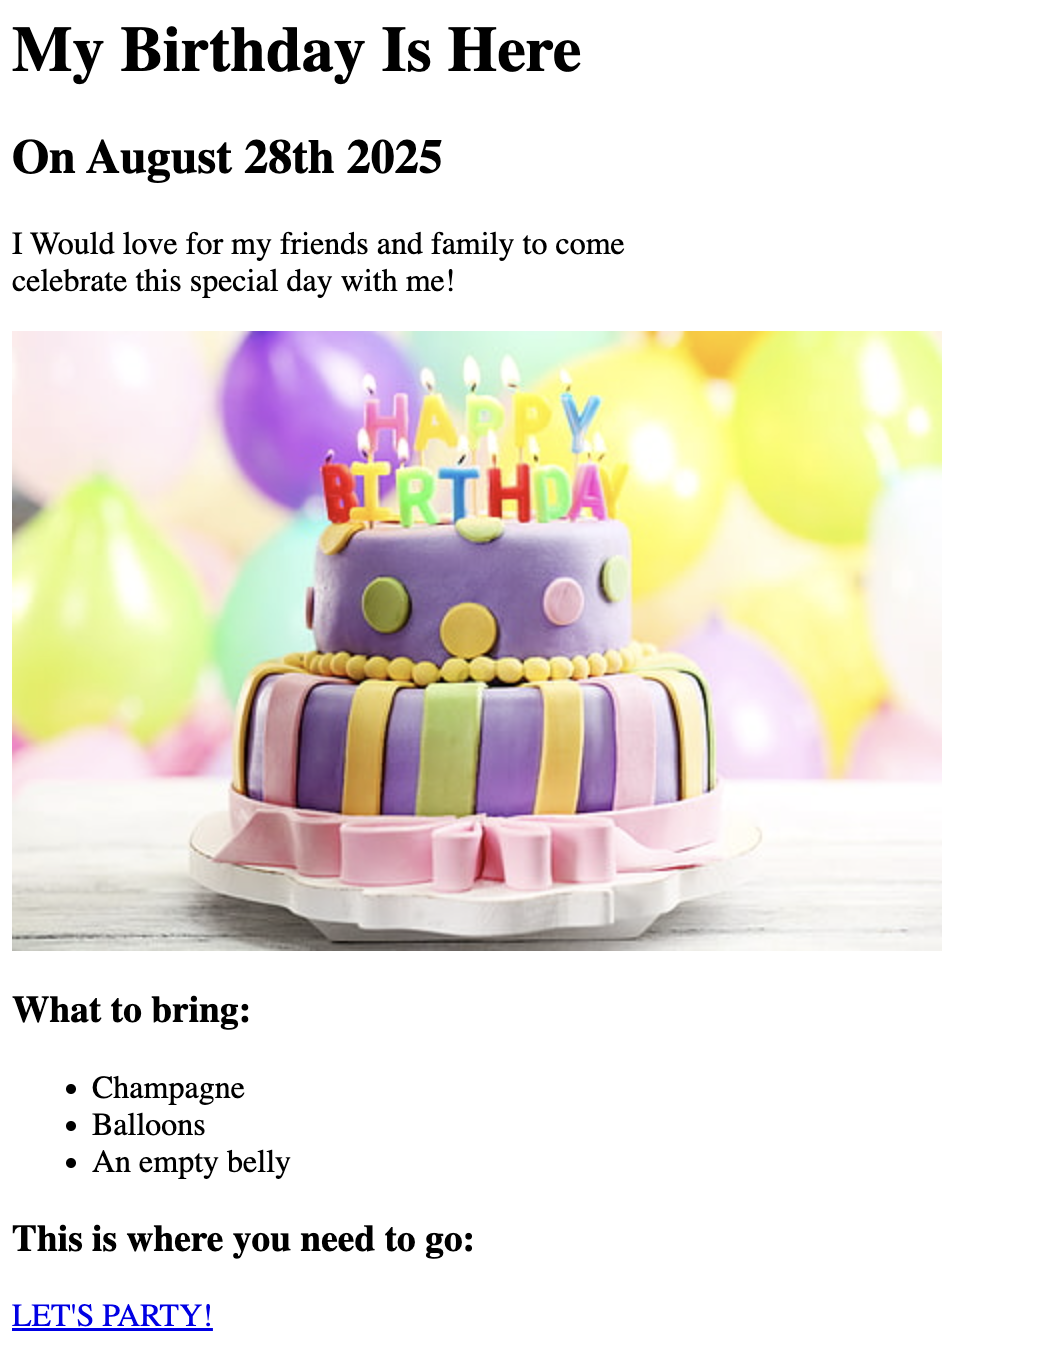 My Birthday Is Here
On August 28th 2025
I Would love for my friends and family to come
celebrate this special day with me!
HAPPY
BIRTHDAY
What to bring:
Champagne
Balloons
An empty belly
This is where you need to go:
LET'S PARTY!